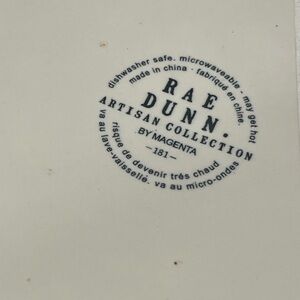 dishwasher safe. microwaveable - may get hot
made in china - fabriqué en chine.
RAE
DUNN.
ARTISAN COLLECTION
BY MAGENTA
-181-
risque de devenir très chaud
va au lave-vaisselle. va au micro-ondes